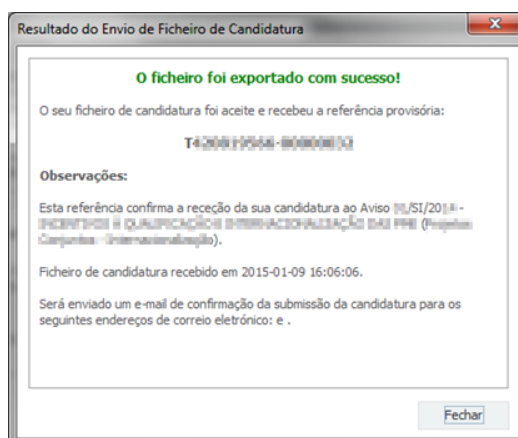 Resultado do Envio de Ficheiro de Candidatura
O ficheiro foi exportado com sucesso!
O seu ficheiro de candidatura foi aceite e recebeu a referência provisória:
Observações:
Esta referência confirma a receção da sua candidatura ao Aviso /SI/2014 -
Ficheiro de candidatura recebido em 2015-01-09 16:06:06.
Será enviado um e-mail de confirmação da submissão da candidatura para os
seguintes endereços de correio eletrónico: e .
Fechar